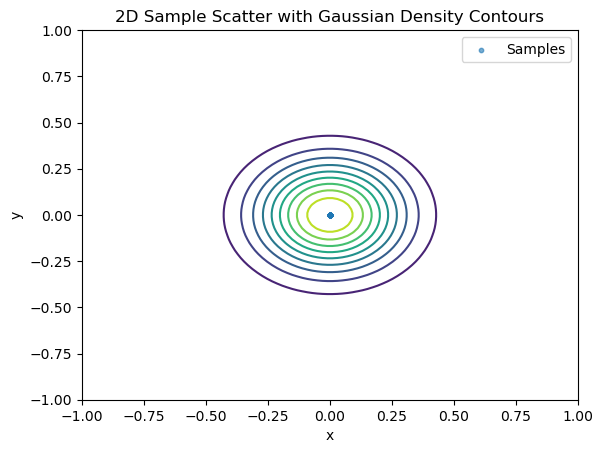 2D Sample Scatter with Gaussian Density Contours
Samples
1.00
0.75
0.50
0.25
0.00
−0.25
−0.50
−0.75
−1.00
y
−1.00 −0.75 −0.50 −0.25 0.00 0.25 0.50 0.75 1.00
x